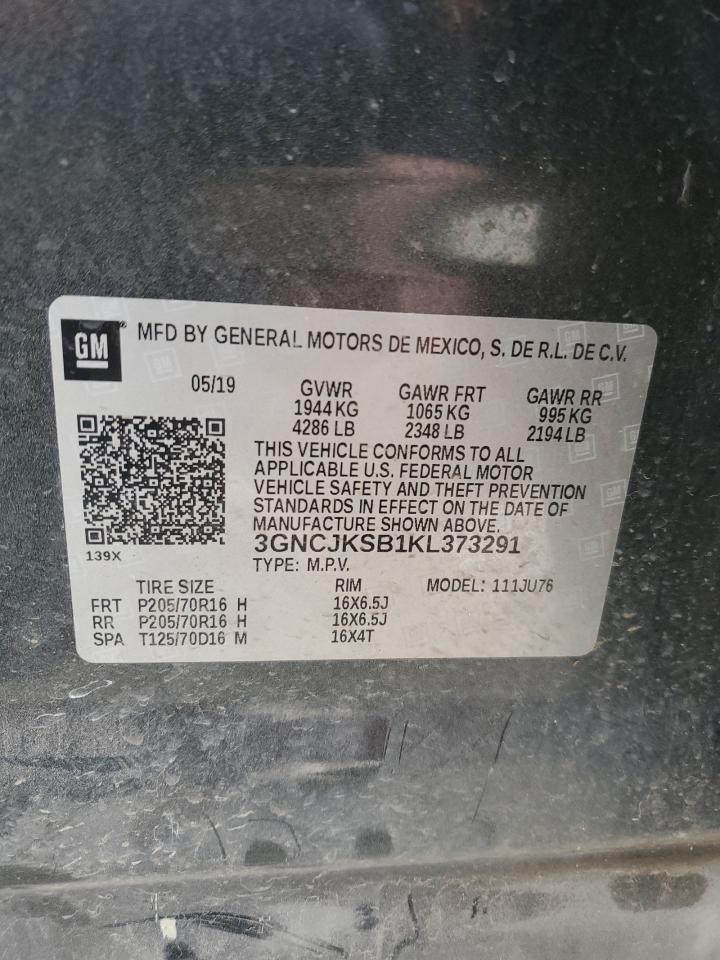 GM® MFD BY GENERAL MOTORS DE MEXICO, S. DE R.L. DE C.V.
05/19 GVWR GAWR FRT GAWR RR
1944 KG 1065 KG 995 KG
4286 LB 2348 LB 2194 LB
THIS VEHICLE CONFORMS TO ALL
APPLICABLE U.S. FEDERAL MOTOR
VEHICLE SAFETY AND THEFT PREVENTION
STANDARDS IN EFFECT ON THE DATE OF
MANUFACTURE SHOWN ABOVE.
3GNCJKSB1KL373291
139X TYPE: M.P.V.
TIRE SIZE RIM MODEL: 111JU76
FRT P205/70R16 H 16X6.5J
RR P205/70R16 H 16X6.5J
SPA T125/70D16 M 16X4T